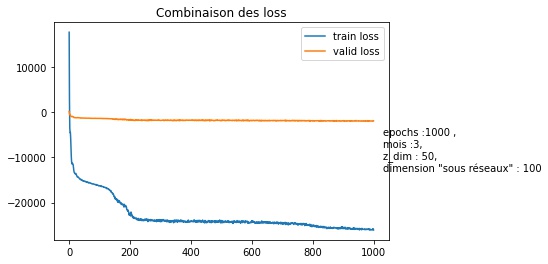 Combinaison des loss
train loss
valid loss
10000
0
−10000
−20000
0
200
400
600
800
1000
epochs :1000 ,
mois :3,
z_dim : 50,
dimension "sous réseaux" : 100